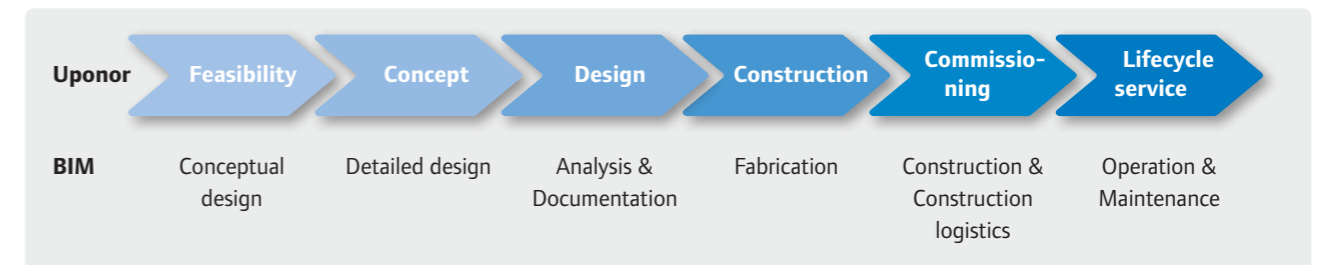 Uponor Feasibility Concept Design Construction Commissio-
ning Lifecycle
service
BIM Conceptual
design Detailed design Analysis &
Documentation Fabrication Construction &
Construction
logistics Operation &
Maintenance